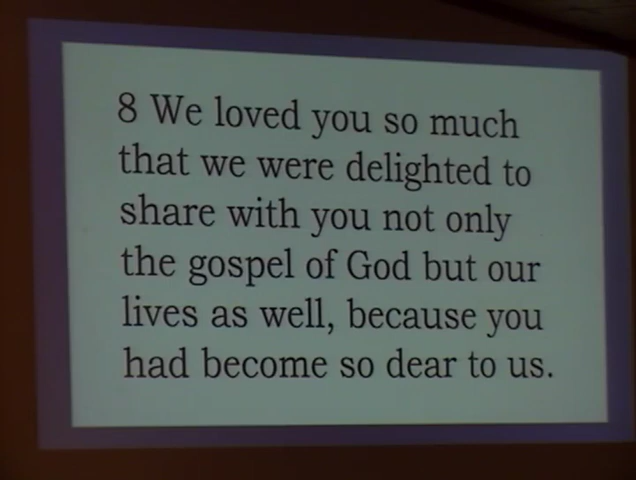 8 We loved you so much
that we were delighted to
share with you not only
the gospel of God but our
lives as well, because you
had become so dear to us.